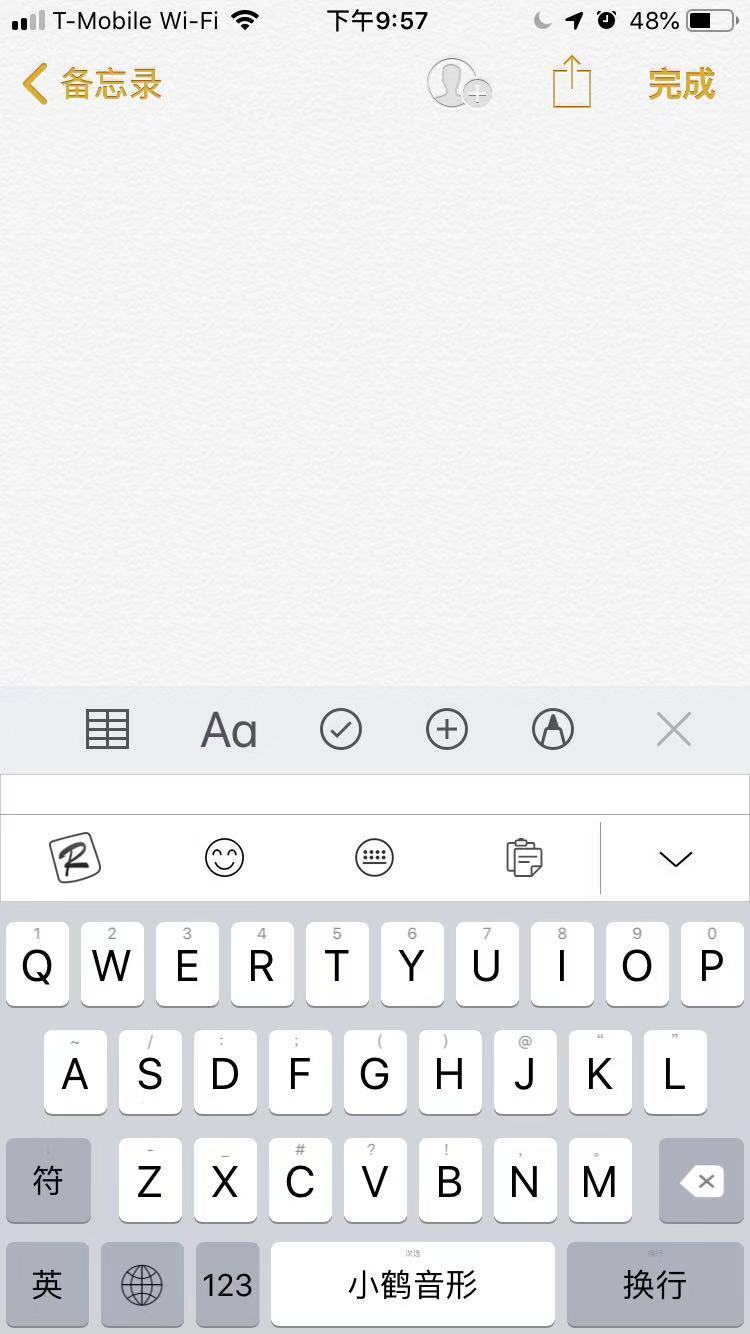 T-Mobile Wi-Fi 下午9:57 48%
备忘录 完成
Aa
R
1 2 3 4 5 6 7 8 9 0
Q W E R T Y U I O P
~ / : ; ( ) @ “ ”
A S D F G H J K L
- _ # ? ! , 。
符 Z X C V B N M
次选 换行
英 123 小鹤音形 换行